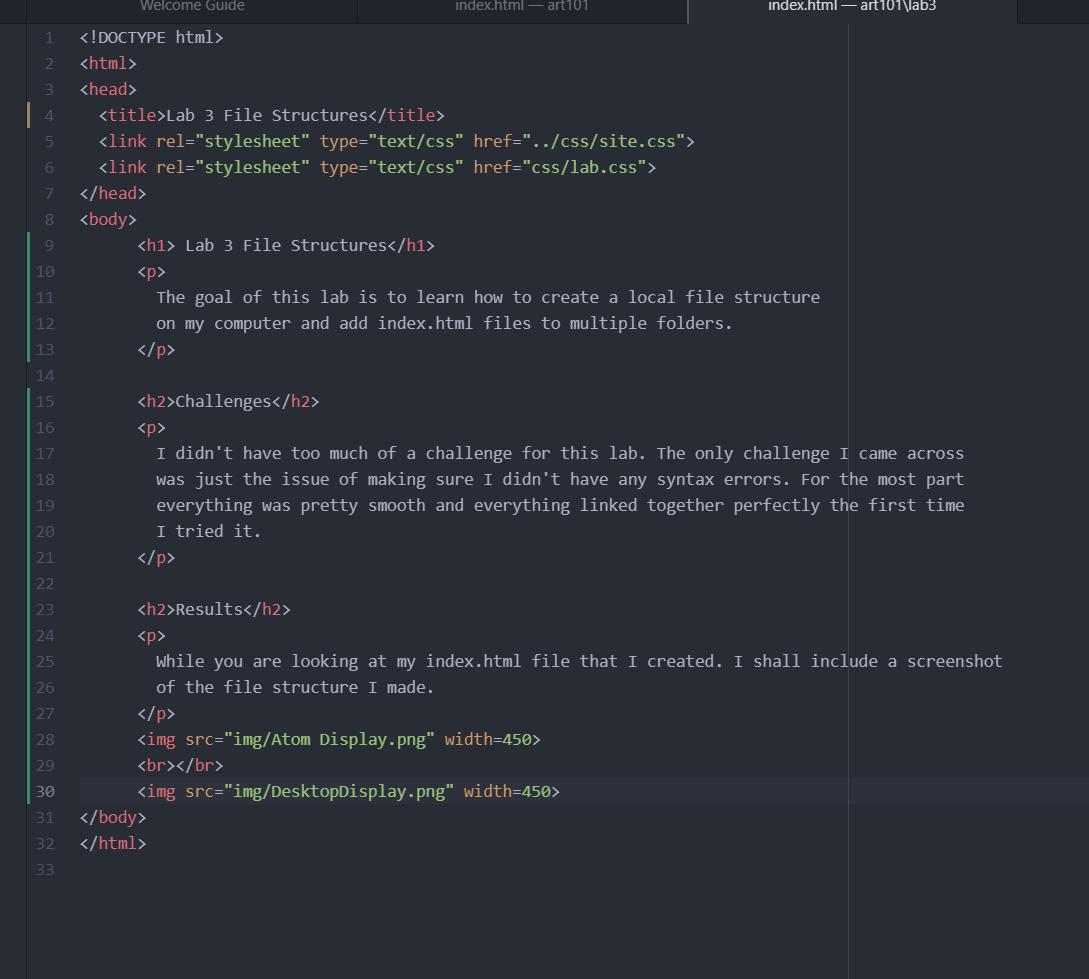 Welcome Guide
index.html — art101
index.html — art101\lab3
1 <!DOCTYPE html>
2 <html>
3 <head>
4 <title>Lab 3 File Structures</title>
5 <link rel="stylesheet" type="text/css" href="../css/site.css">
6 <link rel="stylesheet" type="text/css" href="css/lab.css">
7 </head>
8 <body>
9 <h1> Lab 3 File Structures</h1>
10 <p>
11 The goal of this lab is to learn how to create a local file structure
12 on my computer and add index.html files to multiple folders.
13 </p>
14
15 <h2>Challenges</h2>
16 <p>
17 I didn't have too much of a challenge for this lab. The only challenge I came across
18 was just the issue of making sure I didn't have any syntax errors. For the most part
19 everything was pretty smooth and everything linked together perfectly the first time
20 I tried it.
21 </p>
22
23 <h2>Results</h2>
24 <p>
25 While you are looking at my index.html file that I created. I shall include a screenshot
26 of the file structure I made.
27 </p>
28 <img src="img/Atom Display.png" width=450>
29 <br></br>
30 <img src="img/DesktopDisplay.png" width=450>
31 </body>
32 </html>
33